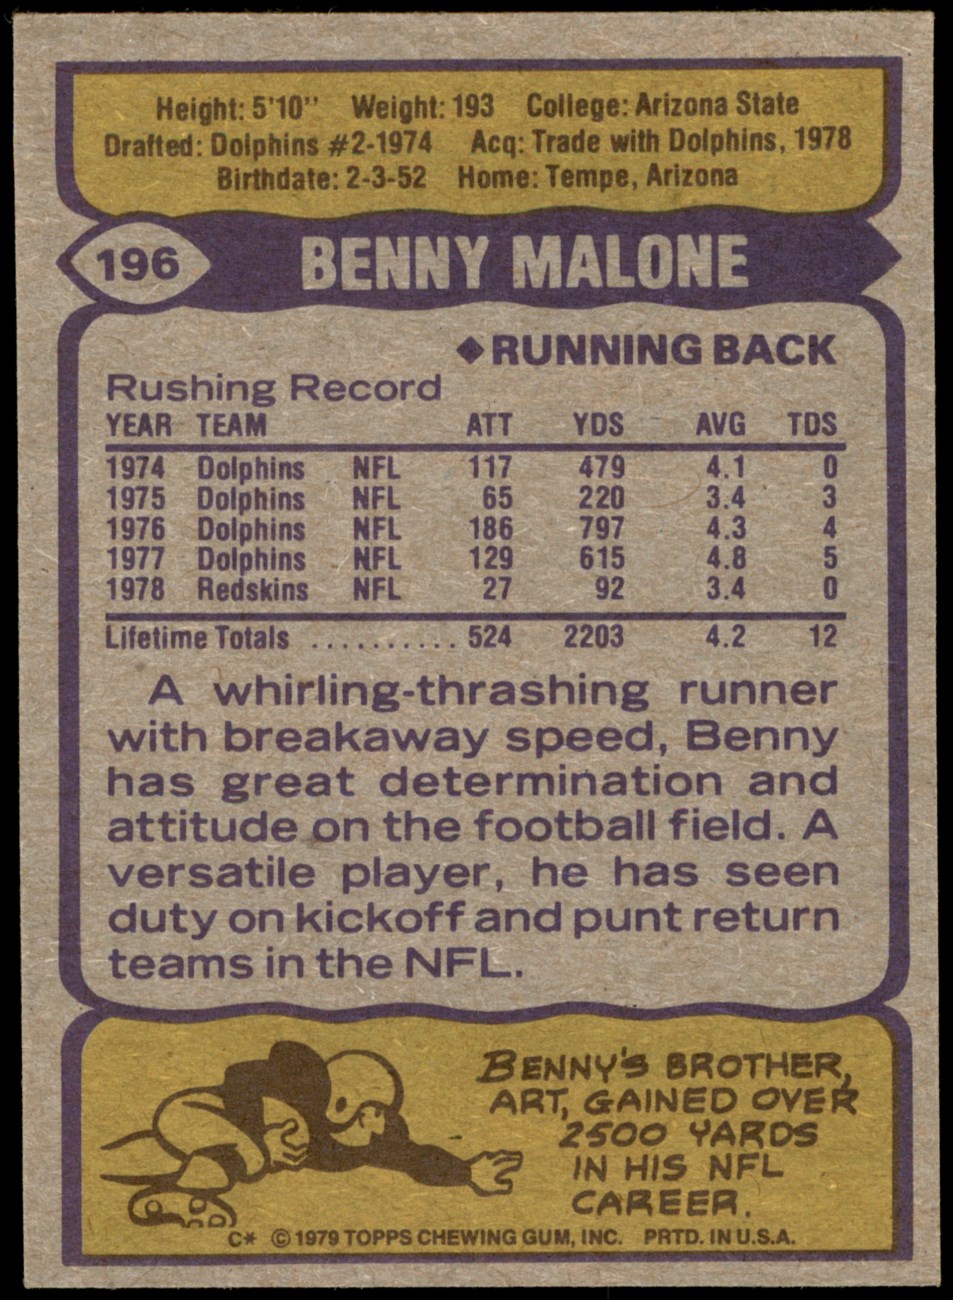 Height: 5'10" Weight: 193 College: Arizona State
Drafted: Dolphins #2-1974 Acq: Trade with Dolphins, 1978
Birthdate: 2-3-52 Home: Tempe, Arizona
196 BENNY MALONE
◆RUNNING BACK
Rushing Record
YEAR TEAM ATT YDS AVG TDS
1974 Dolphins NFL 117 479 4.1 0
1975 Dolphins NFL 65 220 3.4 3
1976 Dolphins NFL 186 797 4.3 4
1977 Dolphins NFL 129 615 4.8 5
1978 Redskins NFL 27 92 3.4 0
Lifetime Totals .......... 524 2203 4.2 12
A whirling-thrashing runner
with breakaway speed, Benny
has great determination and
attitude on the football field. A
versatile player, he has seen
duty on kickoff and punt return
teams in the NFL.
BENNY'S BROTHER,
ART, GAINED OVER
2500 YARDS
IN HIS NFL
CAREER.
C* © 1979 TOPPS CHEWING GUM, INC. PRTD. IN U.S.A.